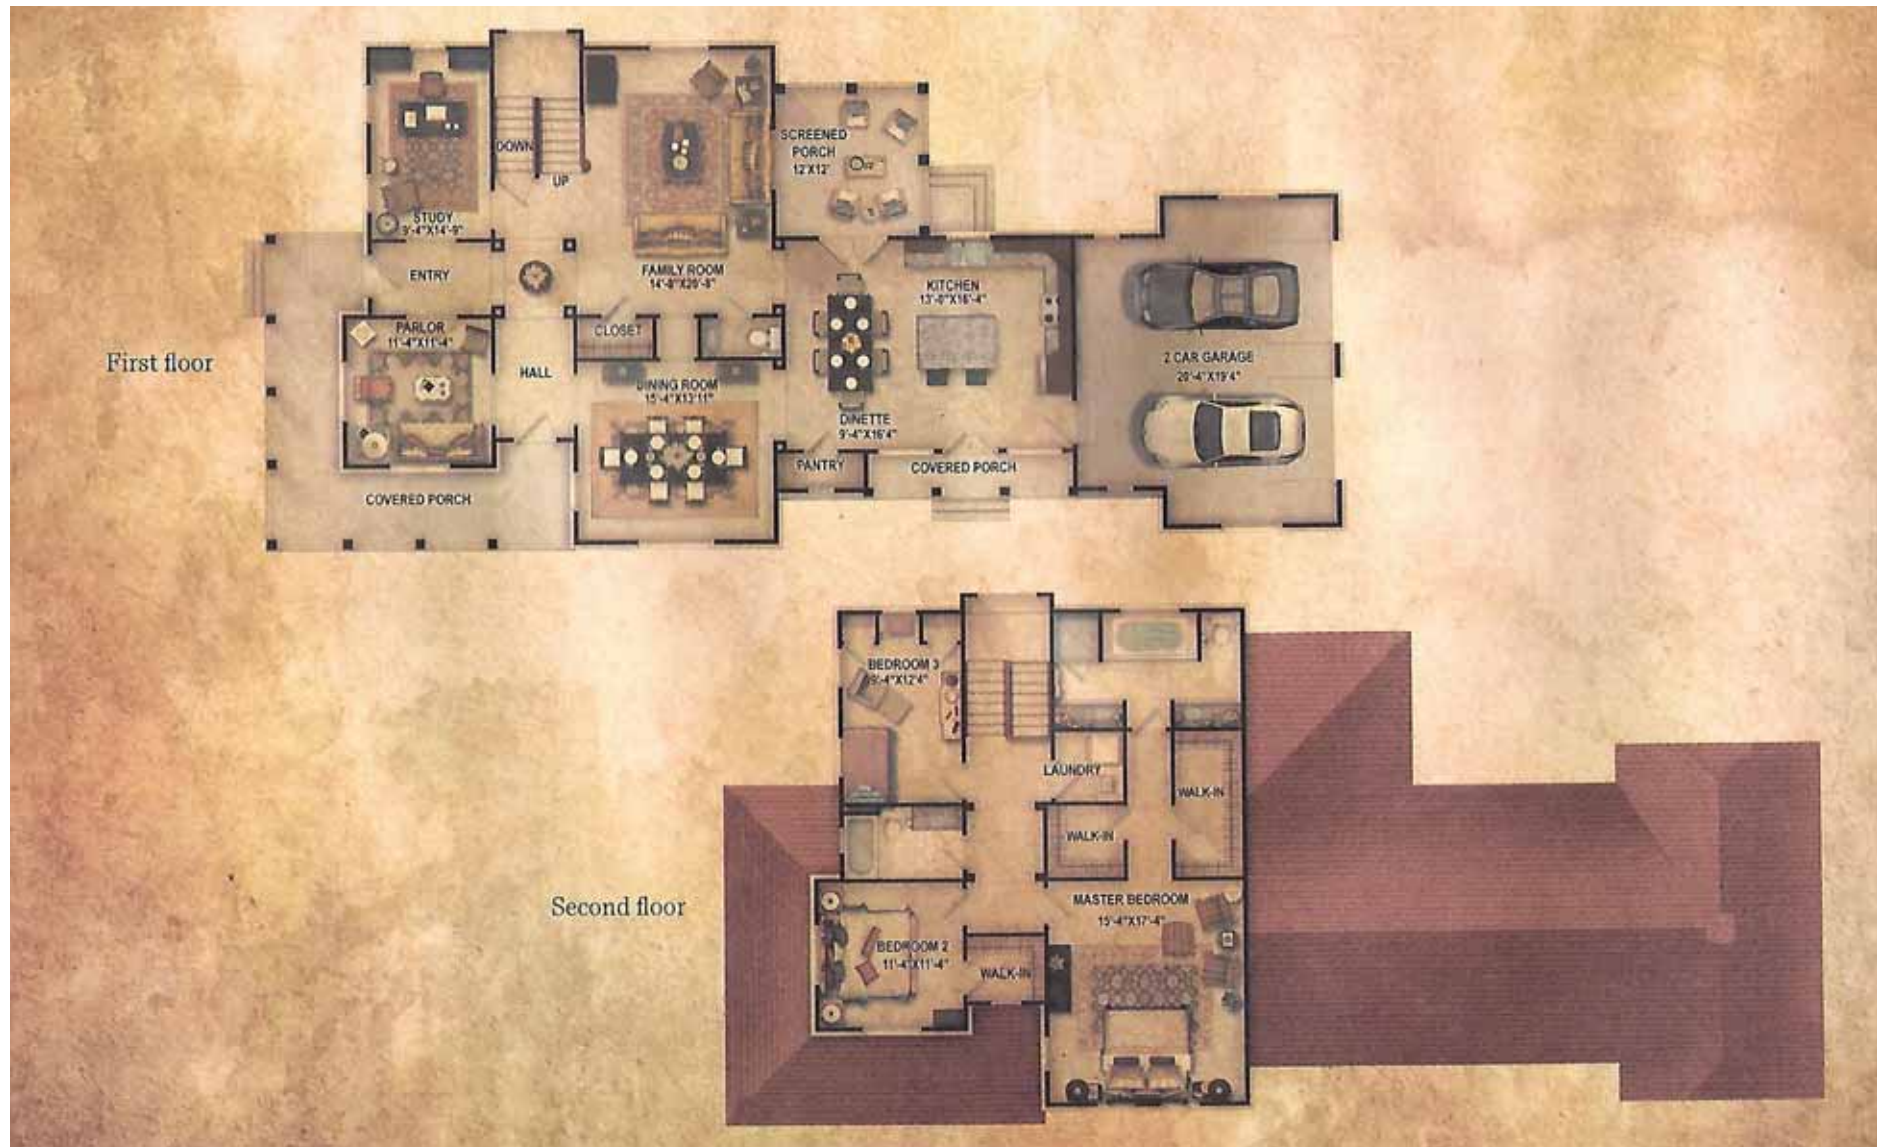 First floor
STUDY
9'-4"X14'-9"
DOWN
UP
ENTRY
PARLOR
11'-4"X11'-4"
HALL
COVERED PORCH
FAMILY ROOM
14'-8"X20'-8"
CLOSET
DINING ROOM
15'-4"X13'11"
SCREENED
PORCH
12'X12'
KITCHEN
13'-0"X16'-4"
DINETTE
9'-4"X16'4"
PANTRY
COVERED PORCH
2 CAR GARAGE
20'-4"X19'4"
Second floor
BEDROOM 3
9'-4"X12'4"
LAUNDRY
WALK-IN
WALK-IN
MASTER BEDROOM
15'-4"X17'-4"
BEDROOM 2
11'-4"X11'-4"
WALK-IN